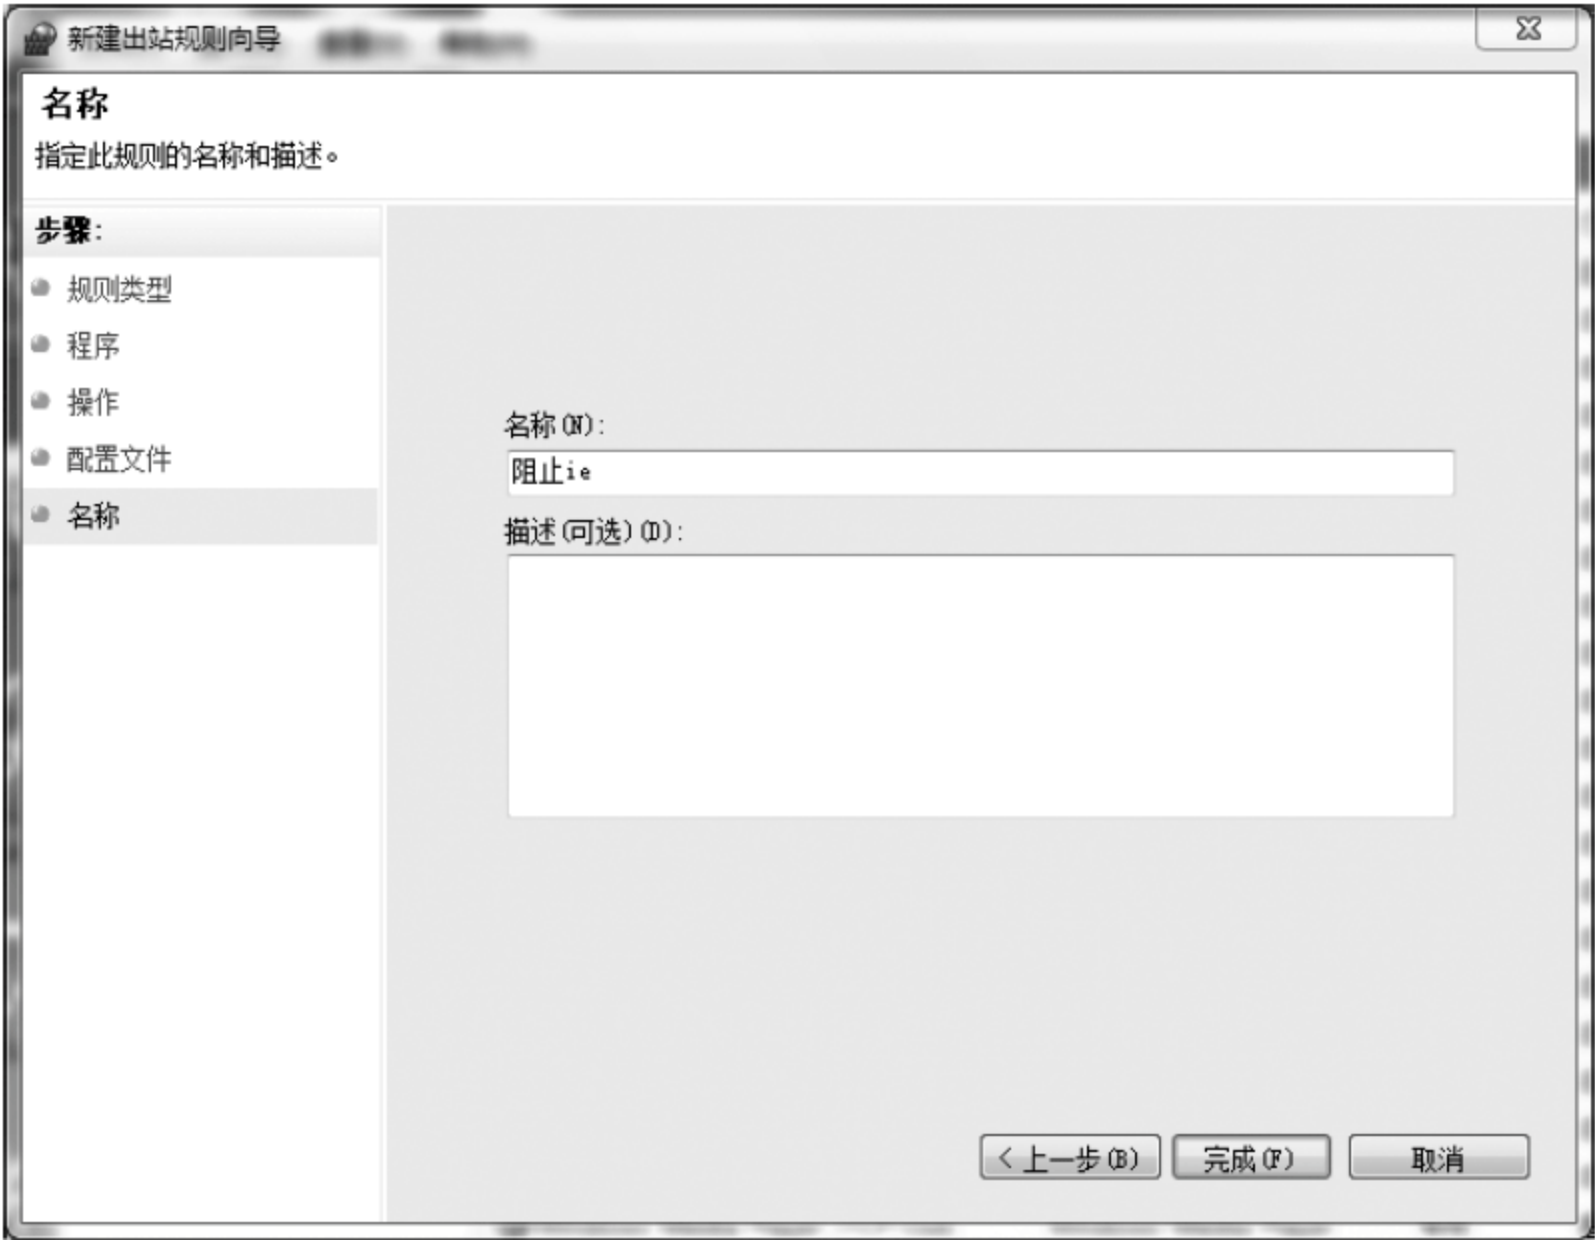 新建出站规则向导
名称
指定此规则的名称和描述。
步骤:
规则类型
程序
操作
配置文件
名称
名称(N):
阻止ie
描述(可选)(D):
< 上一步(B)
完成(F)
取消